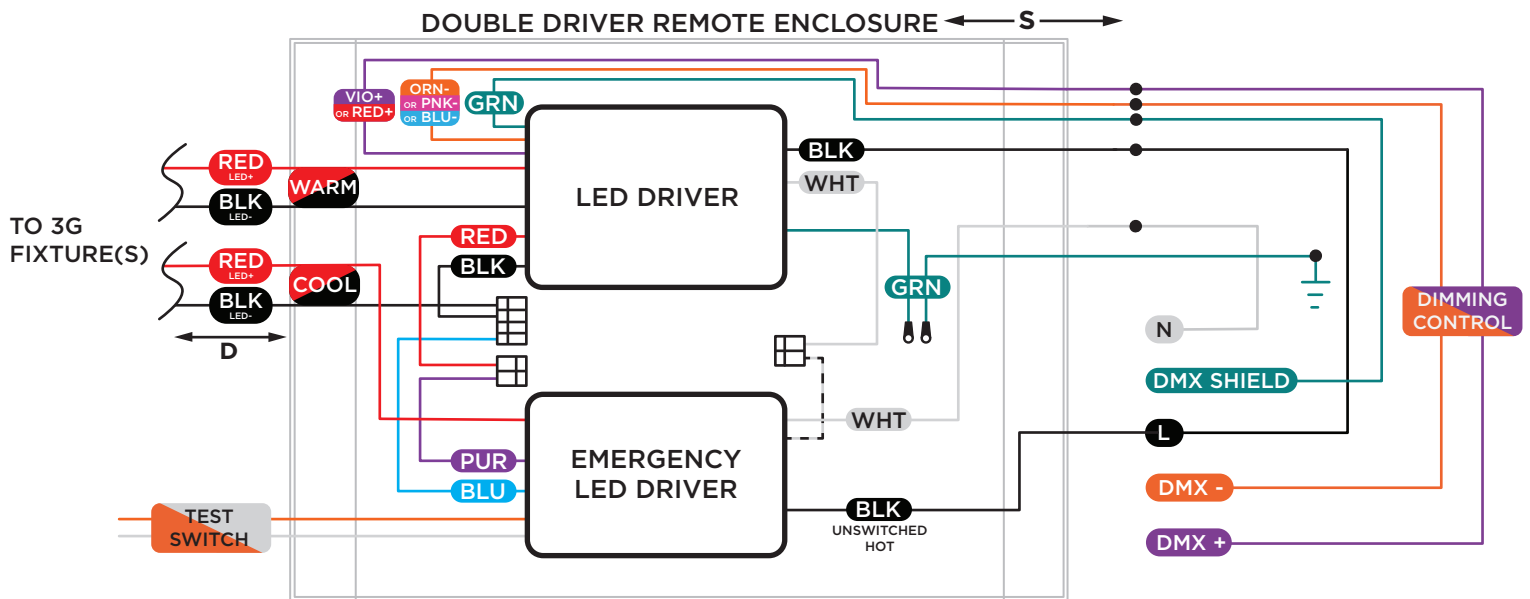 DOUBLE DRIVER REMOTE ENCLOSURE
S
VIO+
OR RED+
ORN-
OR PNK-
OR BLU-
GRN
RED
LED+
WARM
BLK
LED-
TO 3G
FIXTURE(S)
RED
LED+
COOL
BLK
LED-
D
RED
BLK
LED DRIVER
BLK
WHT
GRN
N
DMX SHIELD
L
DMX -
DMX +
DIMMING
CONTROL
PUR
BLU
EMERGENCY
LED DRIVER
WHT
BLK
UNSWITCHED
HOT
TEST
SWITCH